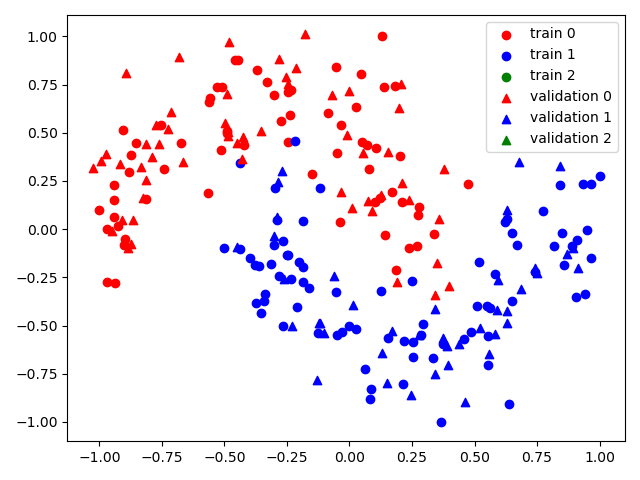 train 0
train 1
train 2
validation 0
validation 1
validation 2
1.00
0.75
0.50
0.25
0.00
−0.25
−0.50
−0.75
−1.00
−1.00 −0.75 −0.50 −0.25 0.00 0.25 0.50 0.75 1.00